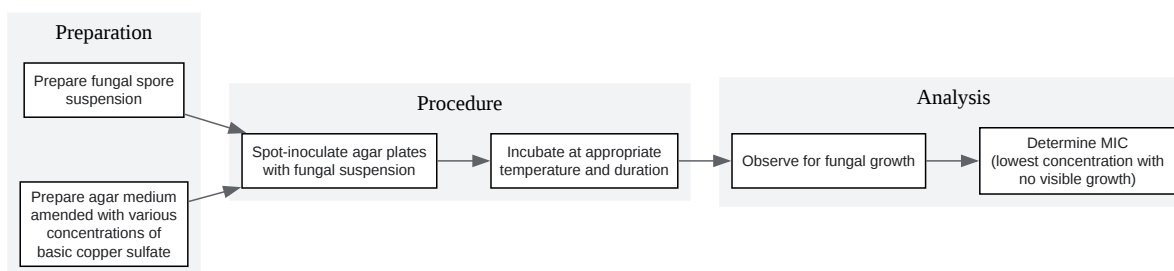 Preparation
Prepare fungal spore
suspension
Prepare agar medium
amended with various
concentrations of
basic copper sulfate
Procedure
Spot-inoculate agar plates
with fungal suspension
Incubate at appropriate
temperature and duration
Analysis
Observe for fungal growth
Determine MIC
(lowest concentration with
no visible growth)